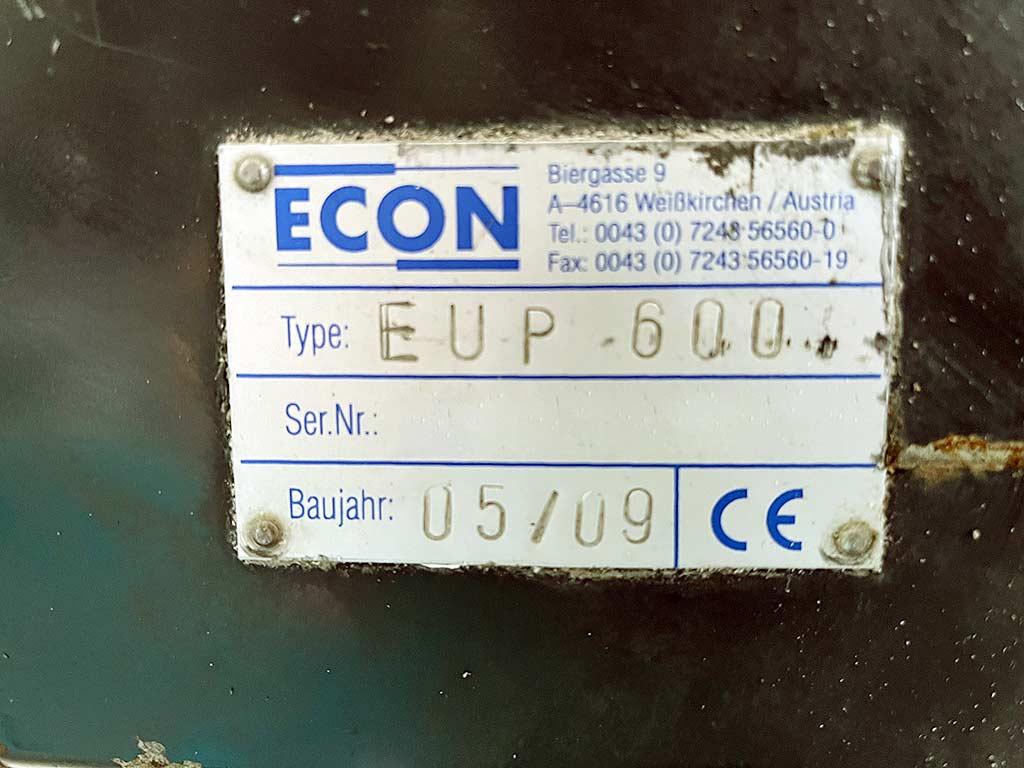 ECON
Biergasse 9
A-4616 Weißkirchen / Austria
Tel.: 0043 (0) 7243 56560-0
Fax: 0043 (0) 7243 56560-19
Type: EUP 600
Ser.Nr.:
Baujahr: 05/09
CE